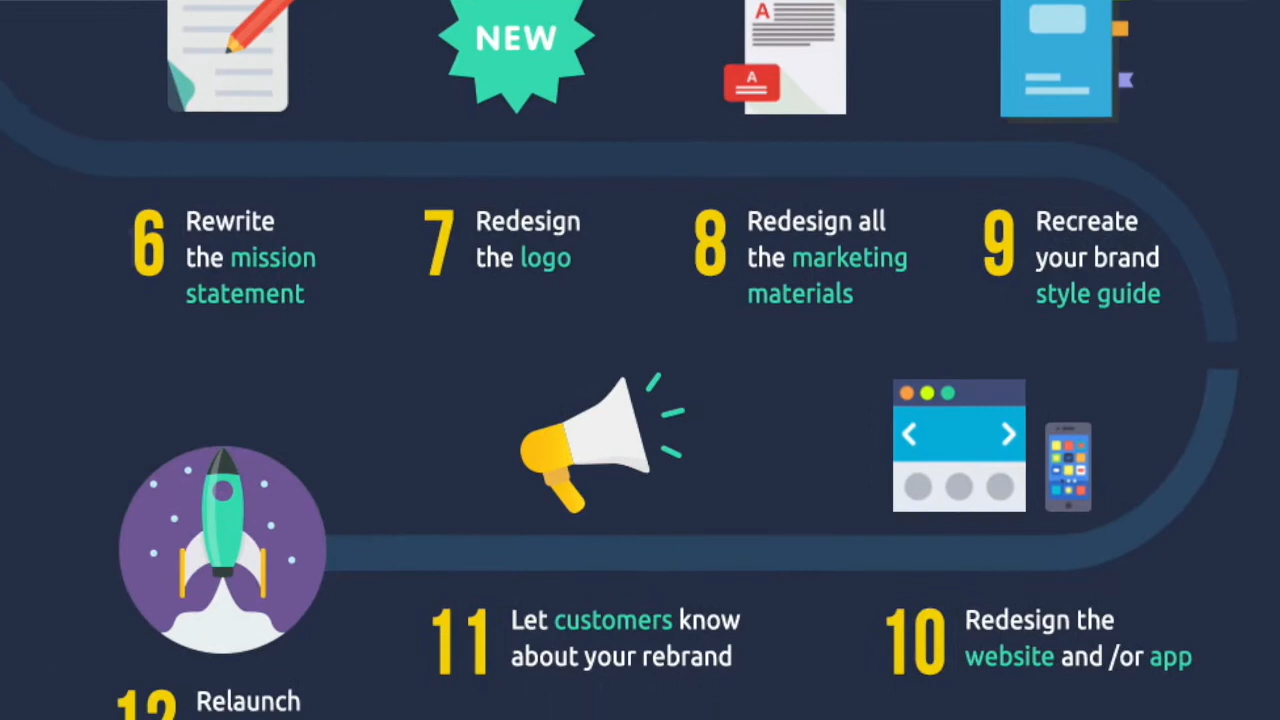 NEW
A
A
6 Rewrite
the mission
statement
7 Redesign
the logo
8 Redesign all
the marketing
materials
9 Recreate
your brand
style guide
11 Let customers know
about your rebrand
10 Redesign the
website and /or app
12 Relaunch